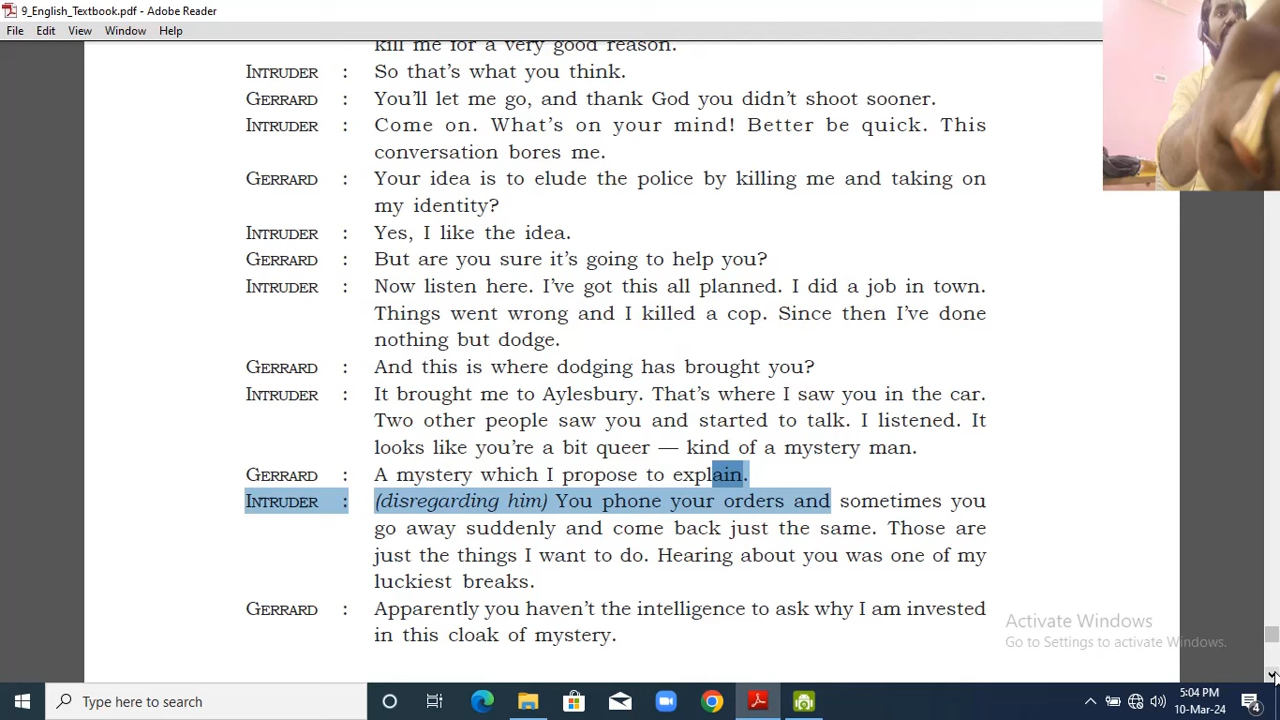 9_English_Textbook.pdf - Adobe Reader
File Edit View Window Help
kill me for a very good reason.
INTRUDER : So that's what you think.
GERRARD : You'll let me go, and thank God you didn't shoot sooner.
INTRUDER : Come on. What's on your mind! Better be quick. This
conversation bores me.
GERRARD : Your idea is to elude the police by killing me and taking on
my identity?
INTRUDER : Yes, I like the idea.
GERRARD : But are you sure it's going to help you?
INTRUDER : Now listen here. I've got this all planned. I did a job in town.
Things went wrong and I killed a cop. Since then I've done
nothing but dodge.
GERRARD : And this is where dodging has brought you?
INTRUDER : It brought me to Aylesbury. That's where I saw you in the car.
Two other people saw you and started to talk. I listened. It
looks like you're a bit queer — kind of a mystery man.
GERRARD : A mystery which I propose to explain.
INTRUDER : (disregarding him) You phone your orders and sometimes you
go away suddenly and come back just the same. Those are
just the things I want to do. Hearing about you was one of my
luckiest breaks.
GERRARD : Apparently you haven't the intelligence to ask why I am invested
in this cloak of mystery.
Activate Windows
Go to Settings to activate Windows.
Type here to search
5:04 PM
10-Mar-24
4